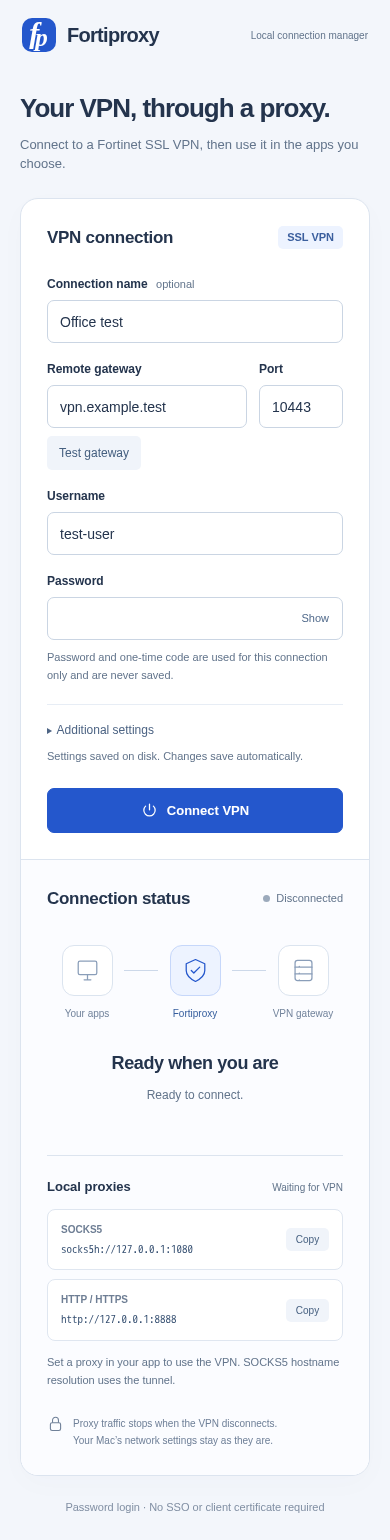 fp Fortiproxy Local connection manager
Your VPN, through a proxy.
Connect to a Fortinet SSL VPN, then use it in the apps you
choose.
VPN connection SSL VPN
Connection name optional
Office test
Remote gateway Port
vpn.example.test 10443
Test gateway
Username
test-user
Password
Show
Password and one-time code are used for this connection
only and are never saved.
▸ Additional settings
Settings saved on disk. Changes save automatically.
Connect VPN
Connection status Disconnected
Your apps Fortiproxy VPN gateway
Ready when you are
Ready to connect.
Local proxies Waiting for VPN
SOCKS5
socks5h://127.0.0.1:1080 Copy
HTTP / HTTPS
http://127.0.0.1:8888 Copy
Set a proxy in your app to use the VPN. SOCKS5 hostname
resolution uses the tunnel.
Proxy traffic stops when the VPN disconnects.
Your Mac’s network settings stay as they are.
Password login · No SSO or client certificate required